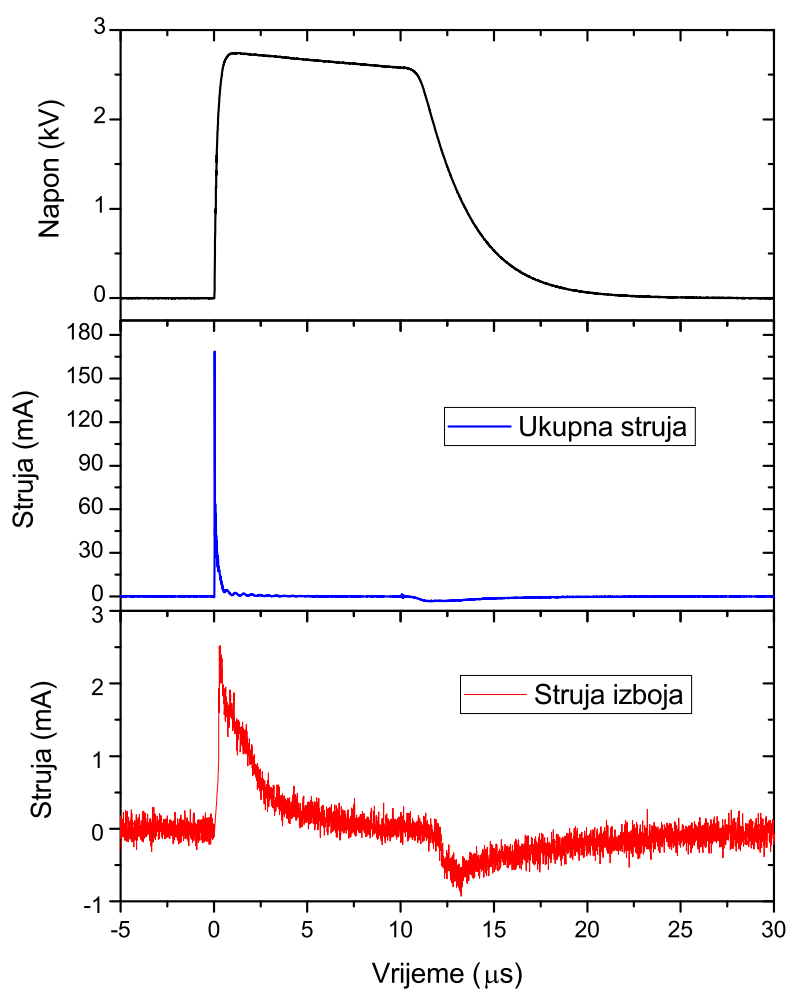 3
2
1
0
Napon (kV)
180
150
120
90
60
30
0
Struja (mA)
Ukupna struja
3
2
1
0
-1
Struja (mA)
Struja izboja
-5 0 5 10 15 20 25 30
Vrijeme (μs)